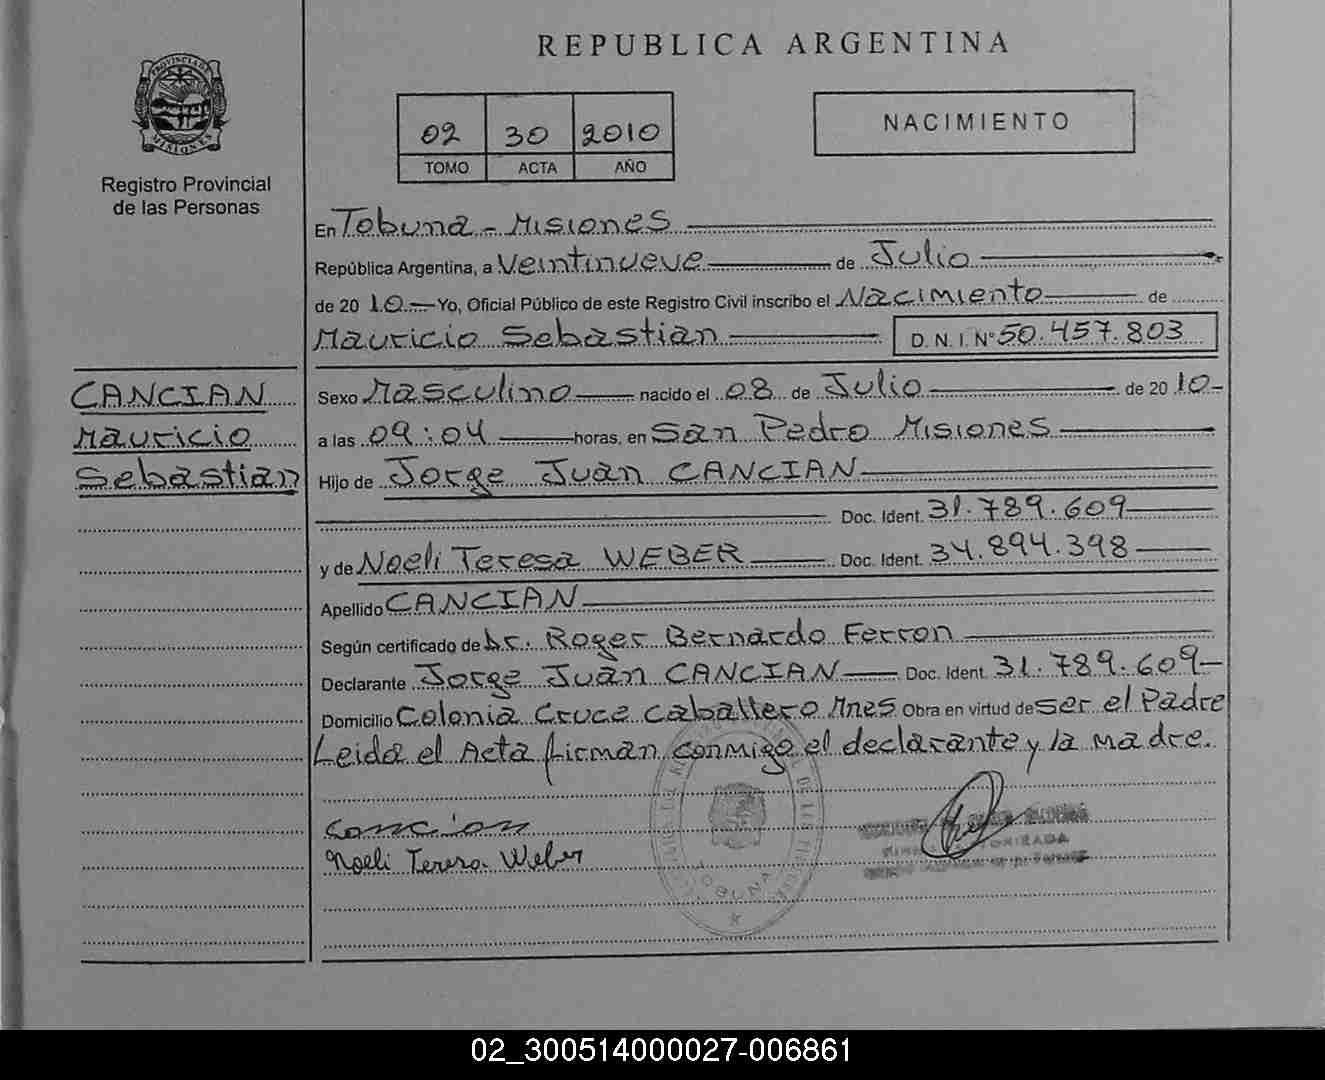 REPUBLICA ARGENTINA
PROVINCIA DE MISIONES
Registro Provincial
de las Personas
02 30 2010
TOMO ACTA AÑO
NACIMIENTO
En Tobuna - Misiones
República Argentina, a Veintinueve de Julio
de 2010 Yo, Oficial Público de este Registro Civil inscribo el Nacimiento de
Mauricio Sebastian D. N. I. N° 50.457.803
CANCIAN
Mauricio
Sebastian
Sexo Masculino nacido el 08 de Julio de 2010
a las 09:04 horas, en San Pedro Misiones
Hijo de Jorge Juan CANCIAN
Doc. Ident. 31.789.609
y de Noeli Teresa WEBER Doc. Ident. 34.894.398
Apellido CANCIAN
Según certificado de Dr. Roger Bernardo Ferron
Declarante Jorge Juan CANCIAN Doc. Ident. 31.789.609
Domicilio Colonia Cruce Caballero Mnes Obra en virtud de ser el Padre
Leida el Acta firman conmigo el declarante y la madre.
Cancian
Noeli Teresa Weber
TOBUNA
02_300514000027-006861